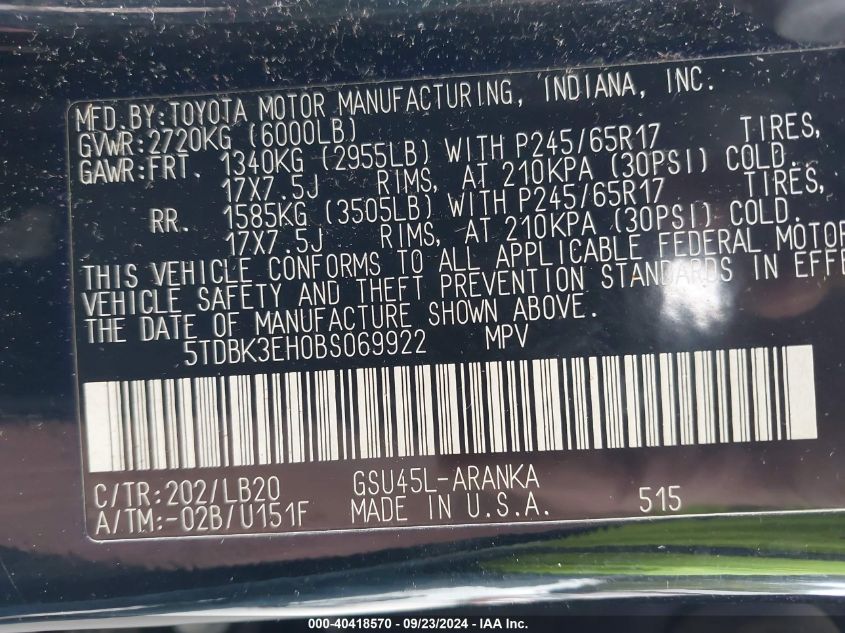 MFD. BY: TOYOTA MOTOR MANUFACTURING, INDIANA, INC.
GVWR: 2720KG (6000LB)
GAWR: FRT. 1340KG (2955LB) WITH P245/65R17 TIRES,
17X7.5J RIMS, AT 210KPA (30PSI) COLD.
RR. 1585KG (3505LB) WITH P245/65R17 TIRES,
17X7.5J RIMS, AT 210KPA (30PSI) COLD.
THIS VEHICLE CONFORMS TO ALL APPLICABLE FEDERAL MOTOR
VEHICLE SAFETY AND THEFT PREVENTION STANDARDS IN EFFE
THE DATE OF MANUFACTURE SHOWN ABOVE.
5TDBK3EH0BS069922 MPV
C/TR: 202/LB20 GSU45L-ARANKA
A/TM: -02B/U151F MADE IN U.S.A. 515
000-40418570 - 09/23/2024 - IAA Inc.